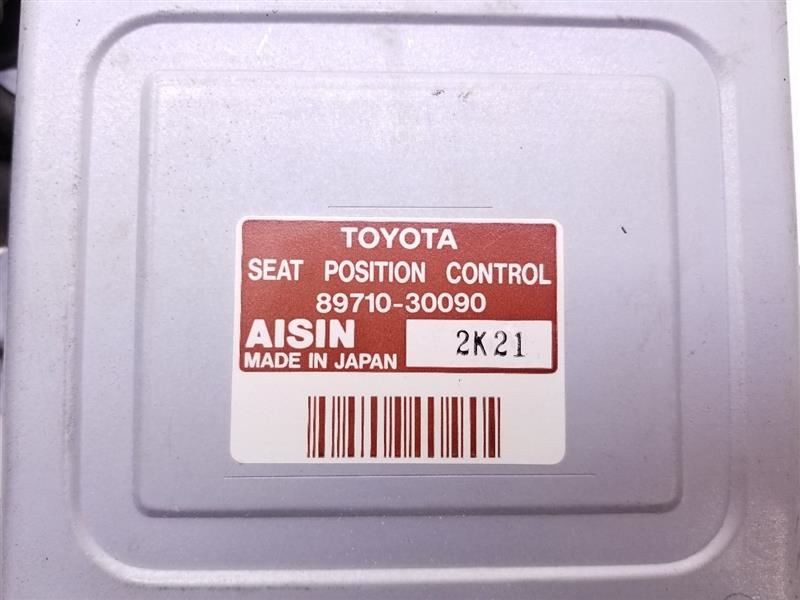 TOYOTA
SEAT POSITION CONTROL
89710-30090
AISIN 2K21
MADE IN JAPAN